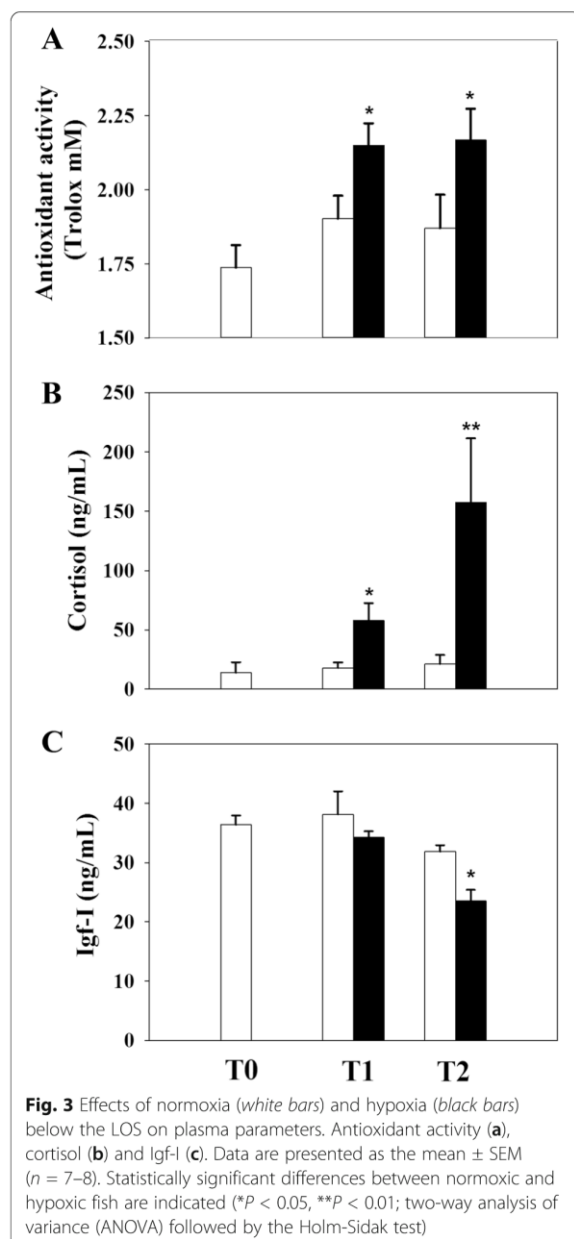 A
Antioxidant activity
(Trolox mM)
2.50
2.25
2.00
1.75
1.50
*
*
B
Cortisol (ng/mL)
250
200
150
100
50
0
*
**
C
Igf-I (ng/mL)
50
40
30
20
10
0
*
T0 T1 T2
Fig. 3 Effects of normoxia (white bars) and hypoxia (black bars)
below the LOS on plasma parameters. Antioxidant activity (a),
cortisol (b) and Igf-I (c). Data are presented as the mean ± SEM
(n = 7–8). Statistically significant differences between normoxic and
hypoxic fish are indicated (*P < 0.05, **P < 0.01; two-way analysis of
variance (ANOVA) followed by the Holm-Sidak test)